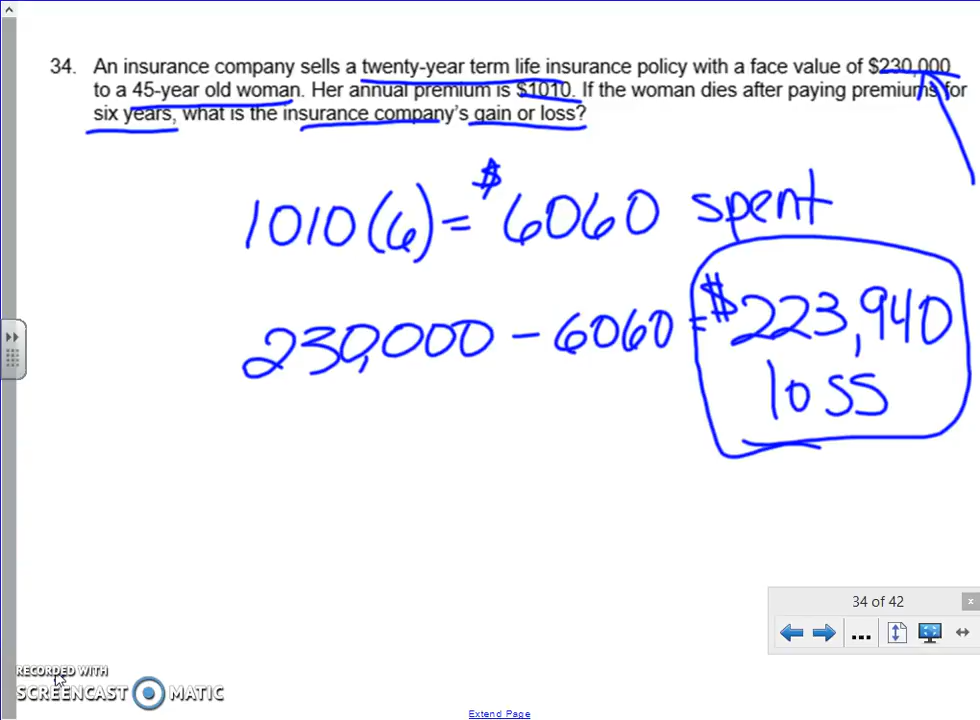 34. An insurance company sells a twenty-year term life insurance policy with a face value of $230,000
to a 45-year old woman. Her annual premium is $1010. If the woman dies after paying premiums for
six years, what is the insurance company's gain or loss?
1010(6) = $6060 spent
230,000 - 6060 = $223,940
loss
34 of 42
x
...
RECORDED WITH
SCREENCAST MATIC
Extend Page